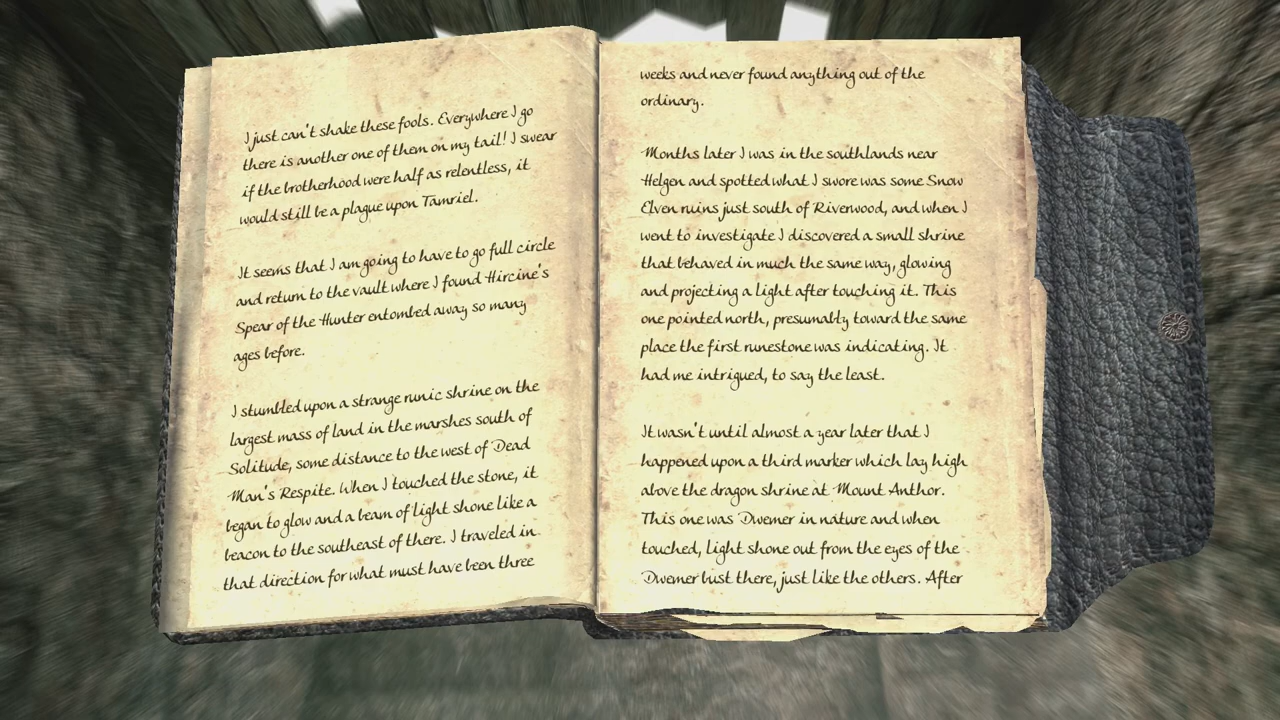 I just can't shake these fools. Everywhere I go
there is another one of them on my tail! I swear
if the brotherhood were half as relentless, it
would still be a plague upon Tamriel.
It seems that I am going to have to go full circle
and return to the vault where I found Hircine's
Spear of the Hunter entombed away so many
ages before.
I stumbled upon a strange runic shrine on the
largest mass of land in the marshes south of
Solitude, some distance to the west of Dead
Man's Respite. When I touched the stone, it
began to glow and a beam of light shone like a
beacon to the southeast of there. I traveled in
that direction for what must have been three
weeks and never found anything out of the
ordinary.
Months later I was in the southlands near
Helgen and spotted what I swore was some Snow
Elven ruins just south of Riverwood, and when I
went to investigate I discovered a small shrine
that behaved in much the same way, glowing
and projecting a light after touching it. This
one pointed north, presumably toward the same
place the first runestone was indicating. It
had me intrigued, to say the least.
It wasn't until almost a year later that I
happened upon a third marker which lay high
above the dragon shrine at Mount Anthor.
This one was Dwemer in nature and when
touched, light shone out from the eyes of the
Dwemer bust there, just like the others. After